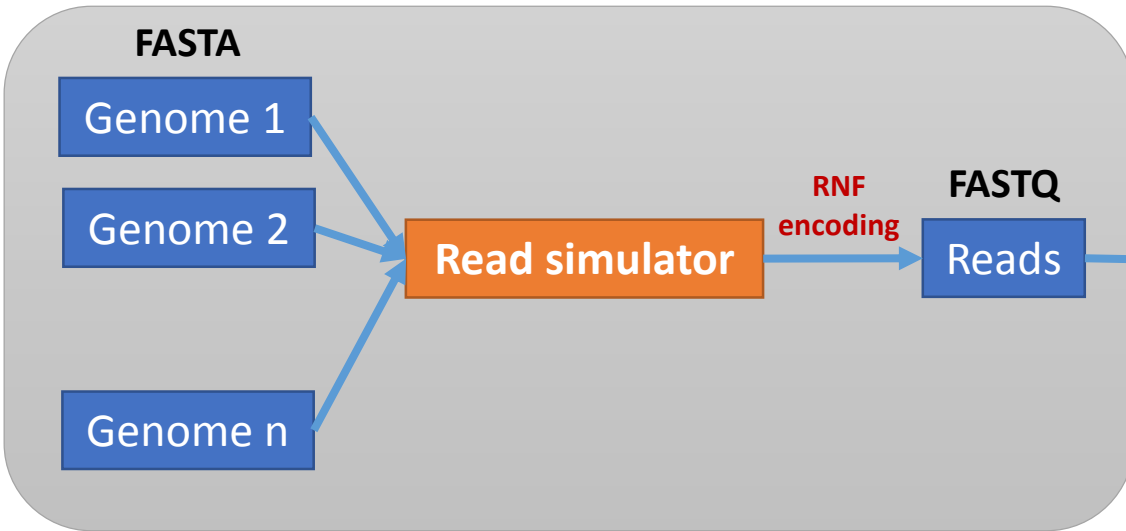 FASTA
Genome 1
Genome 2
Genome n
Read simulator
RNF
encoding
FASTQ
Reads